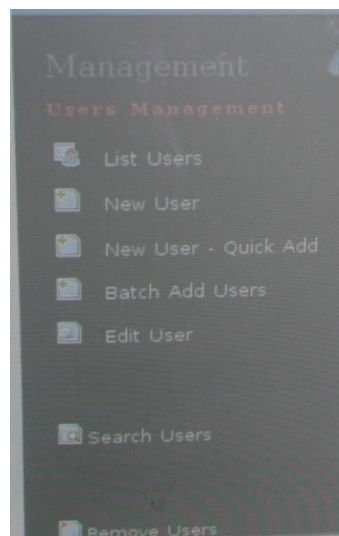 Management
Users Management
List Users
New User
New User - Quick Add
Batch Add Users
Edit User
Search Users
Remove Users